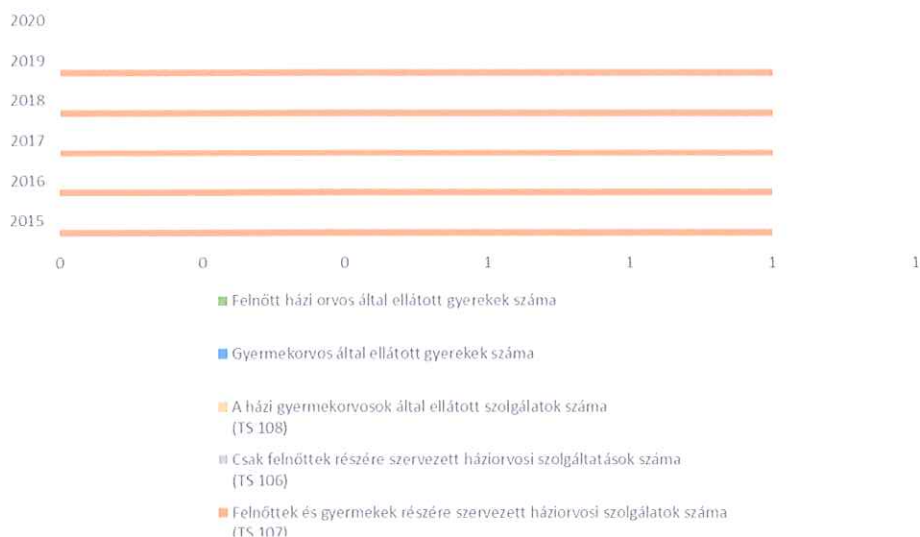 2020
2019
2018
2017
2016
2015
0 0 0 1 1 1 1
Felnőtt házi orvos által ellátott gyerekek száma
Gyermekorvos által ellátott gyerekek száma
A házi gyermekorvosok által ellátott szolgálatok száma
(TS 108)
Csak felnőttek részére szervezett háziorvosi szolgáltatások száma
(TS 106)
Felnőttek és gyermekek részére szervezett háziorvosi szolgálatok száma
(TS 107)